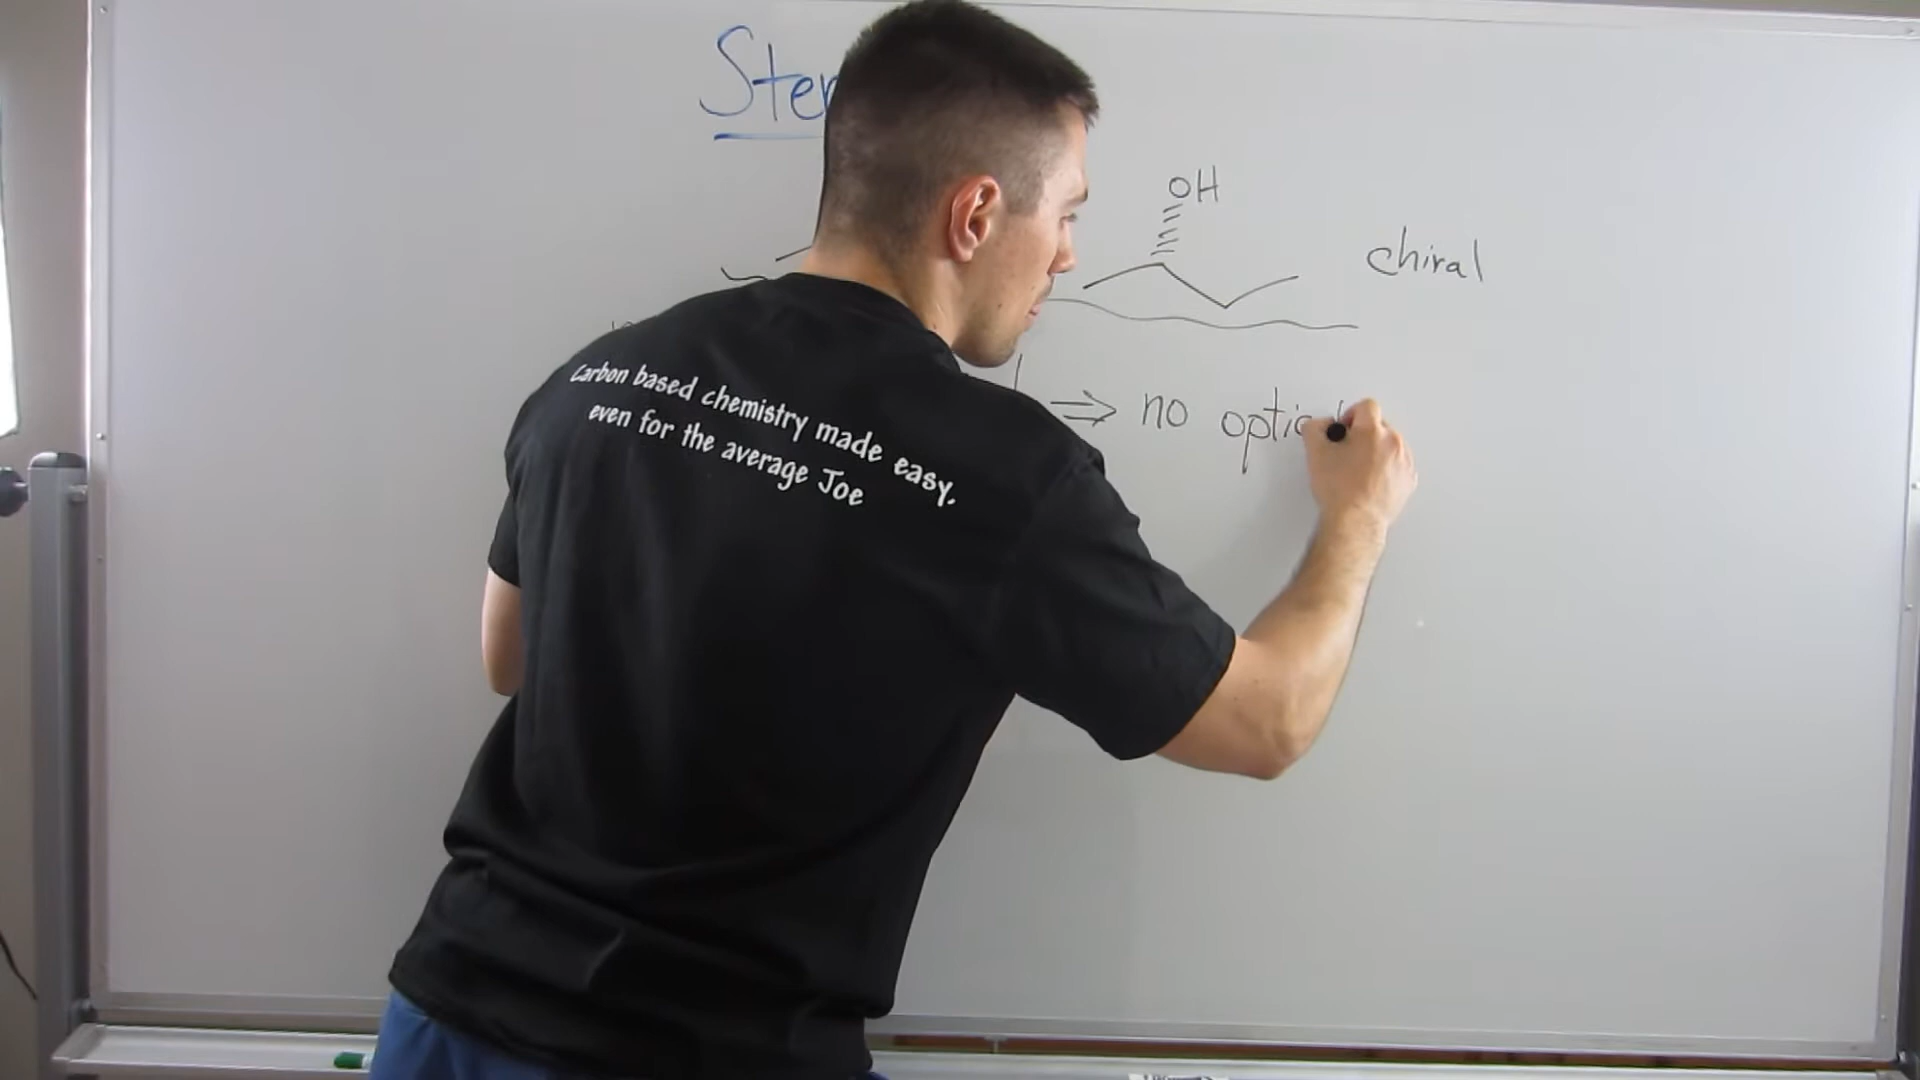 Ster
OH
chiral
⇒ no optic
Carbon based chemistry made easy,
even for the average Joe